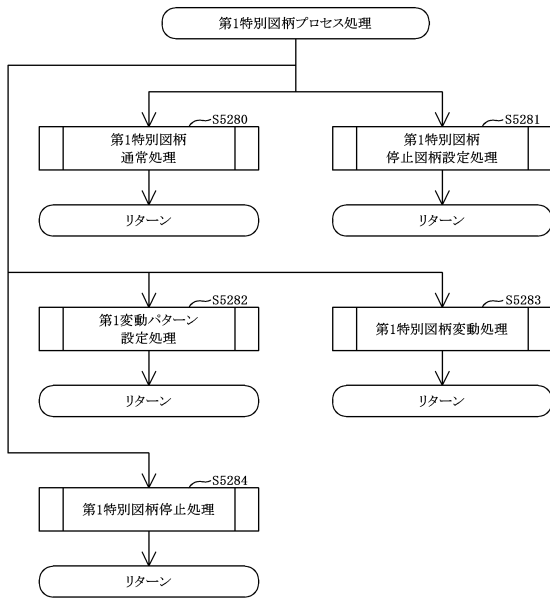 第1特別図柄プロセス処理
S5280
第1特別図柄
通常処理
リターン
S5281
第1特別図柄
停止図柄設定処理
リターン
S5282
第1変動パターン
設定処理
リターン
S5283
第1特別図柄変動処理
リターン
S5284
第1特別図柄停止処理
リターン